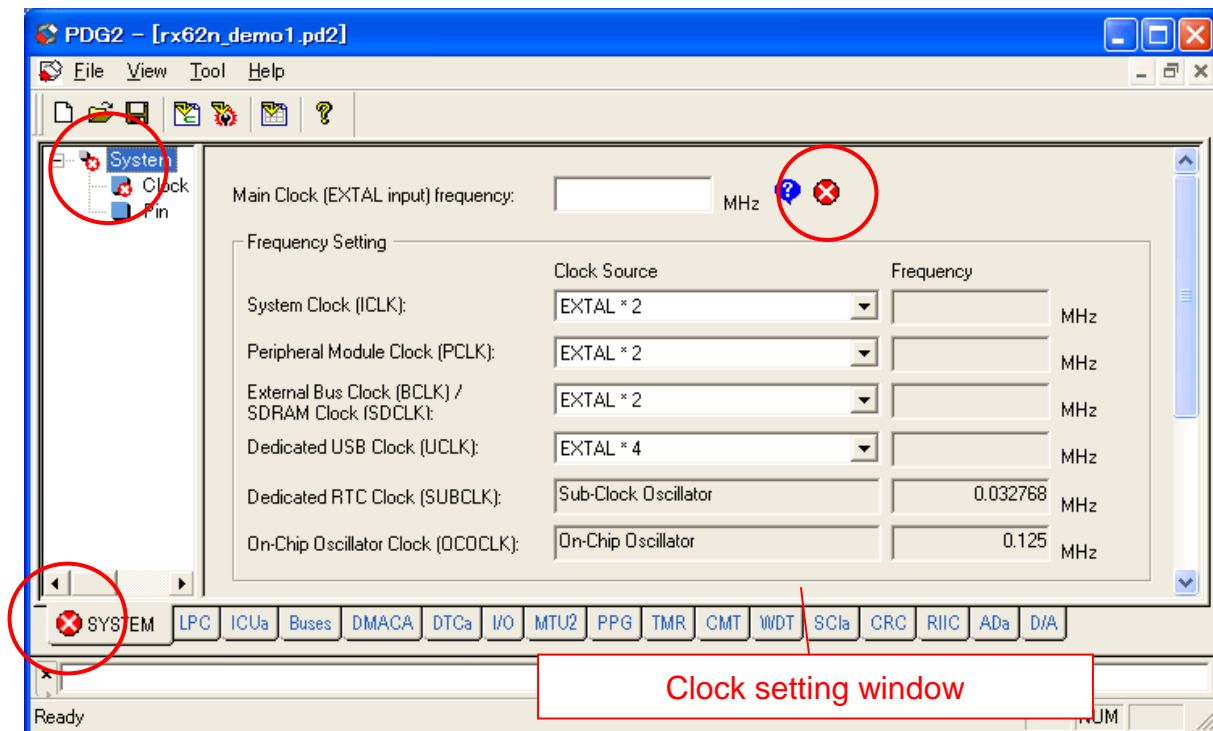 PDG2 - [rx62n_demo1.pd2]
File View Tool Help
System
Clock
Pin
Main Clock (EXTAL input) frequency: MHz
Frequency Setting
Clock Source Frequency
System Clock (ICLK): EXTAL * 2 MHz
Peripheral Module Clock (PCLK): EXTAL * 2 MHz
External Bus Clock (BCLK) /
SDRAM Clock (SDCLK): EXTAL * 2 MHz
Dedicated USB Clock (UCLK): EXTAL * 4 MHz
Dedicated RTC Clock (SUBCLK): Sub-Clock Oscillator 0.032768 MHz
On-Chip Oscillator Clock (OCOCLK): On-Chip Oscillator 0.125 MHz
SYSTEM LPC ICUa Buses DMACA DTCa I/O MTU2 PPG TMR CMT WDT SCIa CRC RIIC ADa D/A
Clock setting window
Ready NUM